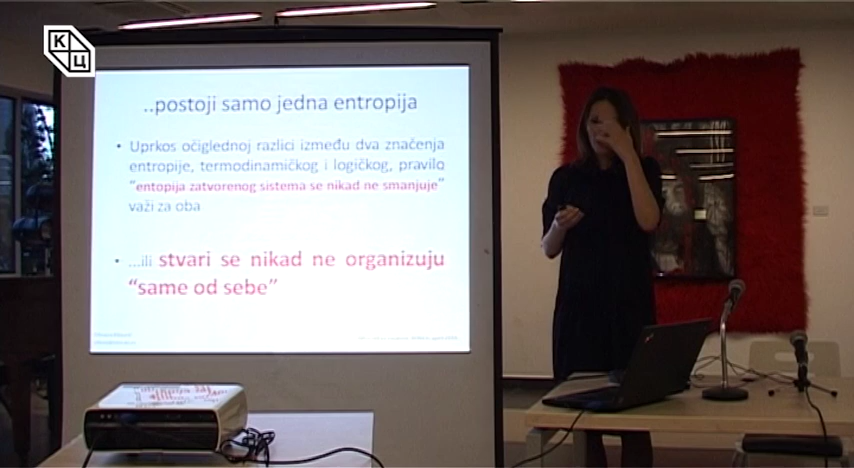 КЦ
..postoji samo jedna entropija
• Uprkos očiglednoj razlici između dva značenja
entropije, termodinamičkog i logičkog, pravilo
"entopija zatvorenog sistema se nikad ne smanjuje"
važi za oba.
• ...ili stvari se nikad ne organizuju
"same od sebe"